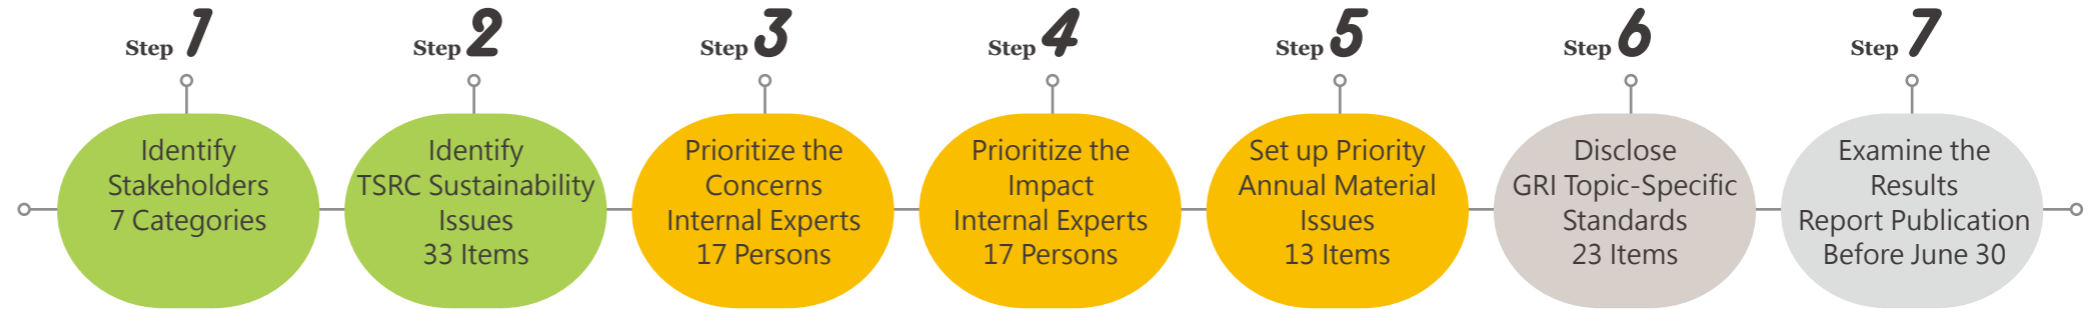 Step 1
Identify
Stakeholders
7 Categories
Step 2
Identify
TSRC Sustainability
Issues
33 Items
Step 3
Prioritize the
Concerns
Internal Experts
17 Persons
Step 4
Prioritize the
Impact
Internal Experts
17 Persons
Step 5
Set up Priority
Annual Material
Issues
13 Items
Step 6
Disclose
GRI Topic-Specific
Standards
23 Items
Step 7
Examine the
Results
Report Publication
Before June 30